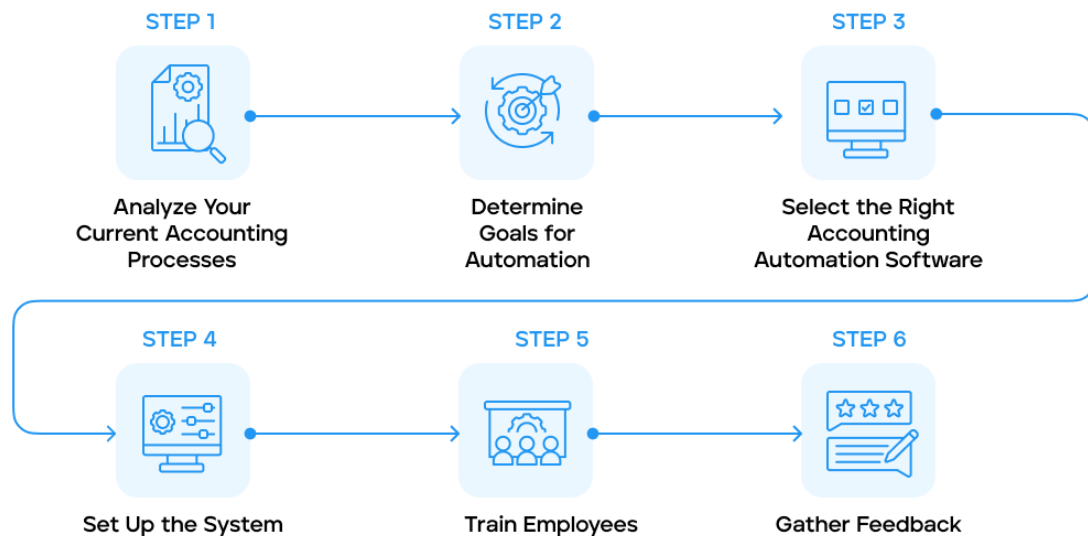 STEP 1
STEP 2
STEP 3
Analyze Your
Current Accounting
Processes
Determine
Goals for
Automation
Select the Right
Accounting
Automation Software
STEP 4
STEP 5
STEP 6
Set Up the System
Train Employees
Gather Feedback